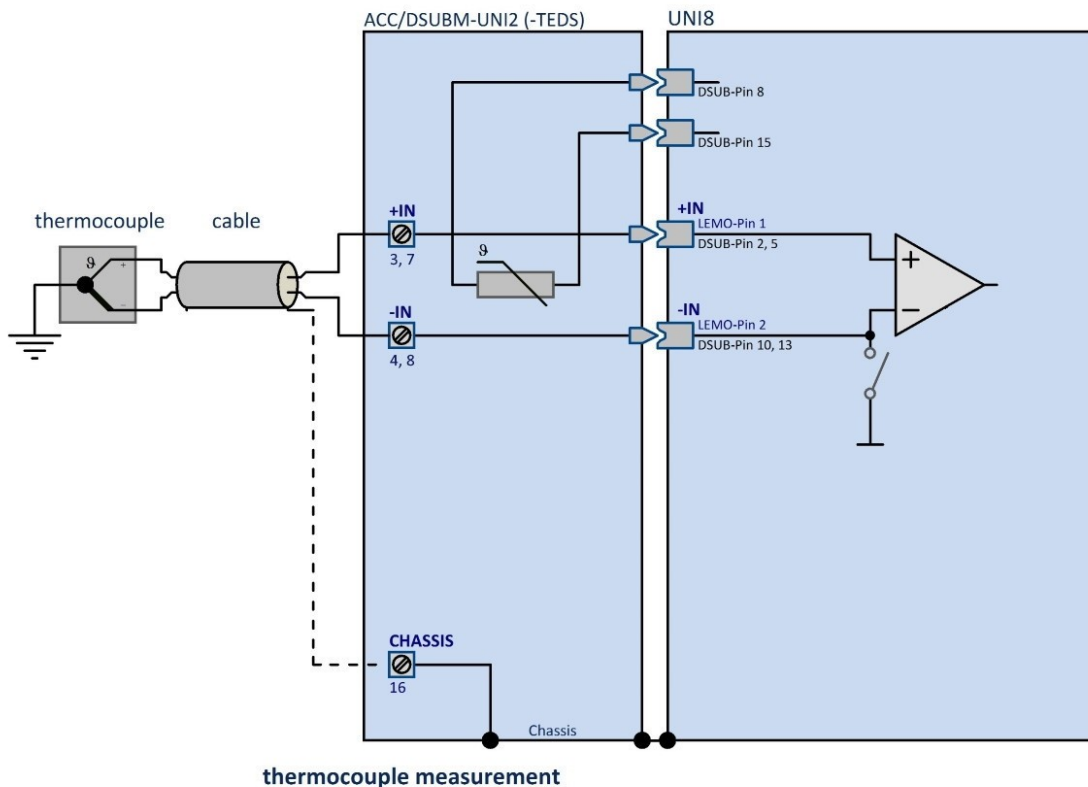 ACC/DSUBM-UNI2 (-TEDS)
UNI8
DSUB-Pin 8
DSUB-Pin 15
thermocouple
cable
+IN
+IN
LEMO-Pin 1
DSUB-Pin 2, 5
3, 7
ϑ
+
ϑ
+
−
-IN
-IN
LEMO-Pin 2
DSUB-Pin 10, 13
−
4, 8
CHASSIS
16
Chassis
thermocouple measurement